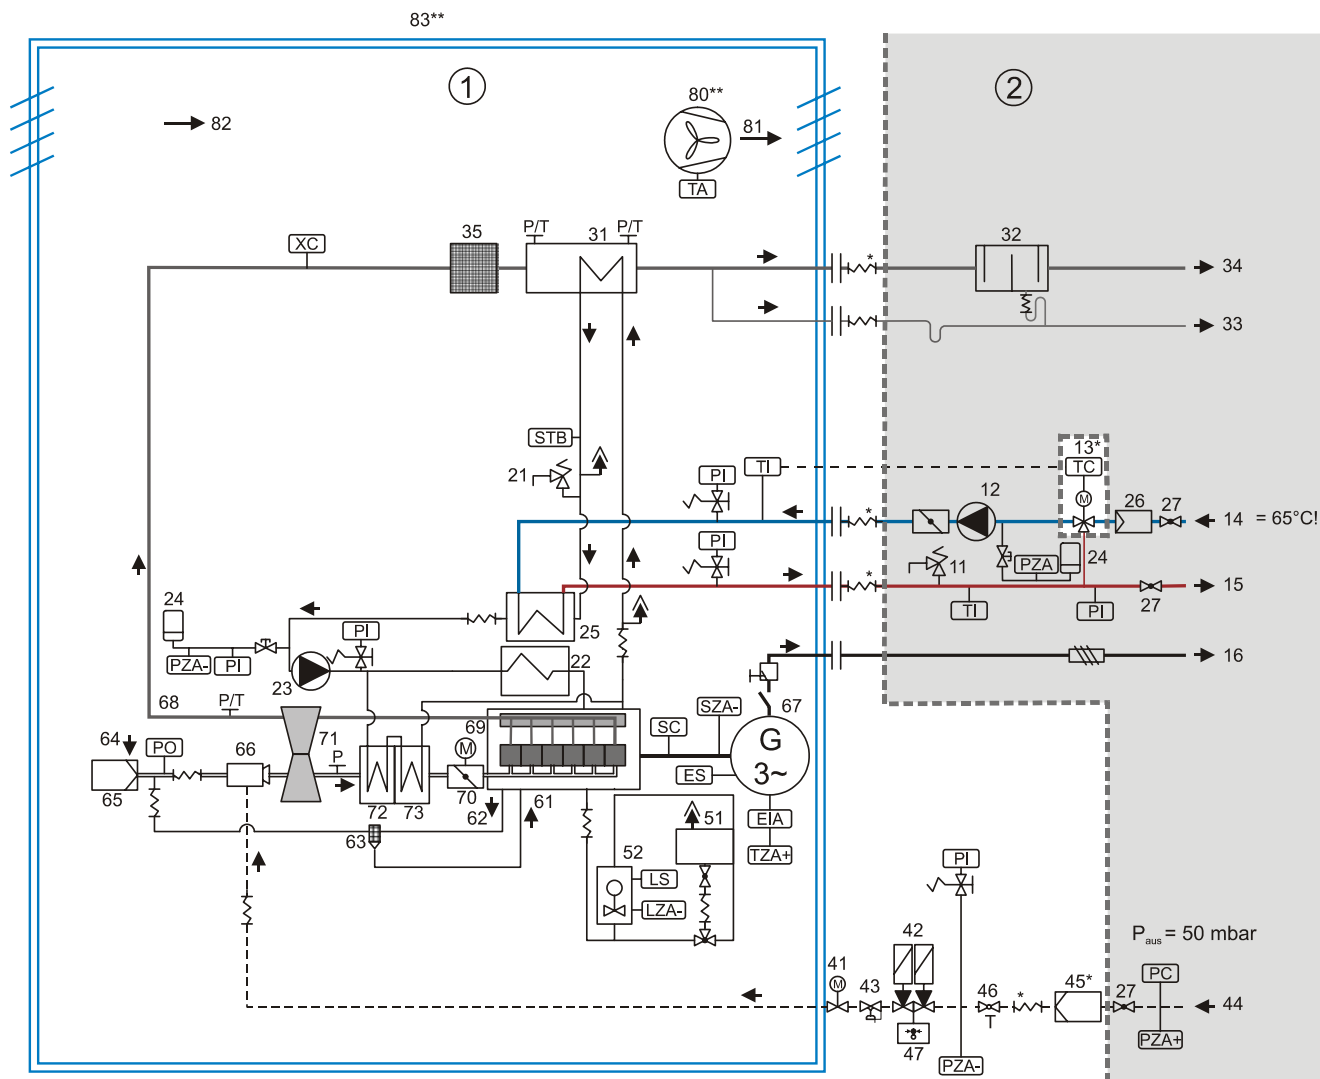 83**
1
2
80**
82
81
TA
P/T
P/T
35
31
32
XC
*
34
33
STB
21
PI
TI
13*
TC
M
12
26
27
*
14 = 65°C!
PI
11
PZA
24
*
15
TI
PI
27
24
25
PI
PZA-
PI
23
22
16
68
P/T
69
SZA-
67
SC
G
3~
64
PO
66
71
P
M
65
ES
70
72
73
62
61
63
EIA
TZA+
51
52
LS
LZA-
PI
42
P aus = 50 mbar
41
M
43
46
*
45*
27
PC
44
47
PZA-
PZA+